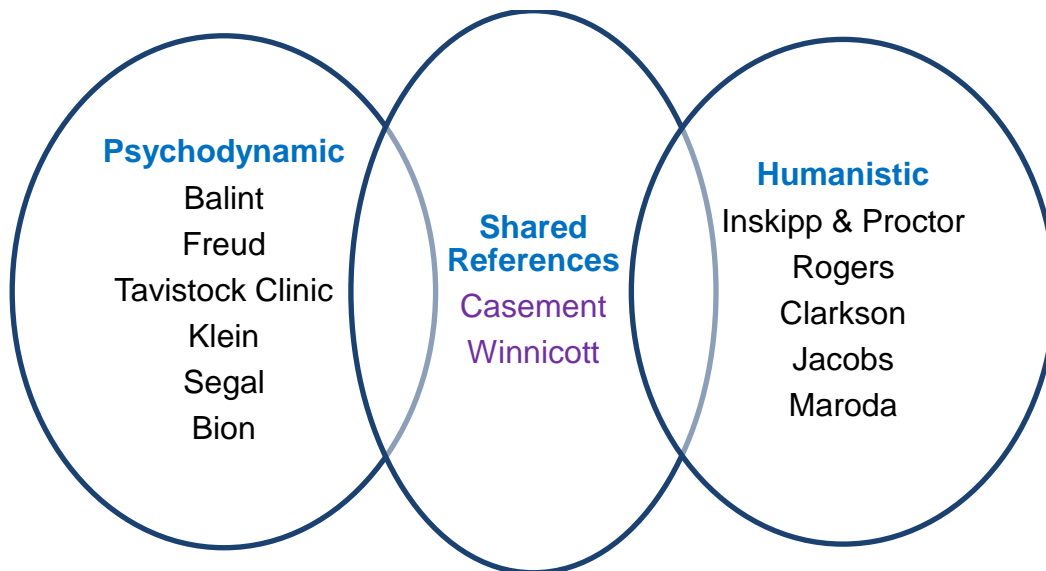 Psychodynamic
Balint
Freud
Tavistock Clinic
Klein
Segal
Bion
Shared
References
Casement
Winnicott
Humanistic
Inskipp & Proctor
Rogers
Clarkson
Jacobs
Maroda